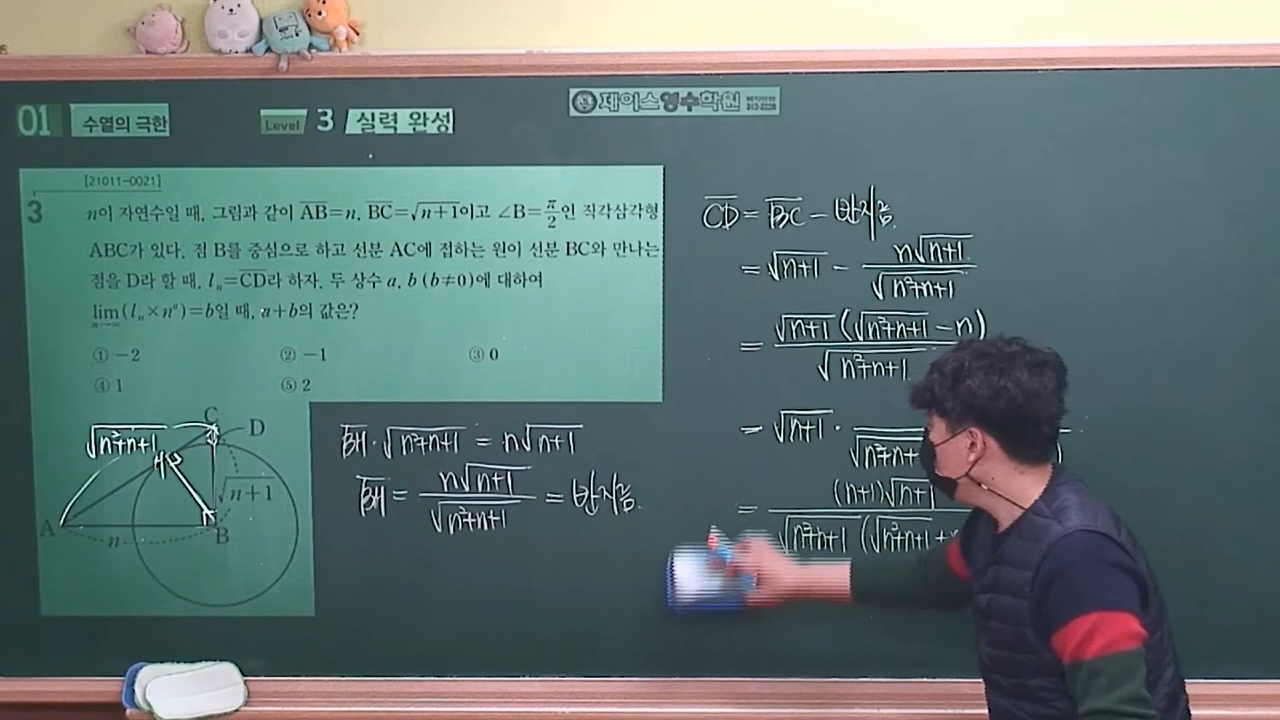 01 수열의 극한 Level 3 실력 완성
제이스영수학원
[21011-0021]
3 n이 자연수일 때, 그림과 같이 AB=n, BC=√(n+1)이고 ∠B=π/2인 직각삼각형
ABC가 있다. 점 B를 중심으로 하고 선분 AC에 접하는 원이 선분 BC와 만나는
점을 D라 할 때, lₙ=CD라 하자. 두 상수 a, b (b≠0)에 대하여
lim(lₙ×nᵃ)=b일 때, a+b의 값은?
① −2 ② −1 ③ 0
④ 1 ⑤ 2
√(n²+n+1) C D
H
√(n+1)
A n B
BH · √(n²+n+1) = n√(n+1)
BH = n√(n+1) / √(n²+n+1) = 반지름.
CD = BC − 반지름.
= √(n+1) − n√(n+1) / √(n²+n+1)
= √(n+1) (√(n²+n+1) − n) / √(n²+n+1)
= √(n+1) ·
= (n+1)√(n+1) / √(n²+n+1) (√(n²+n+1) +